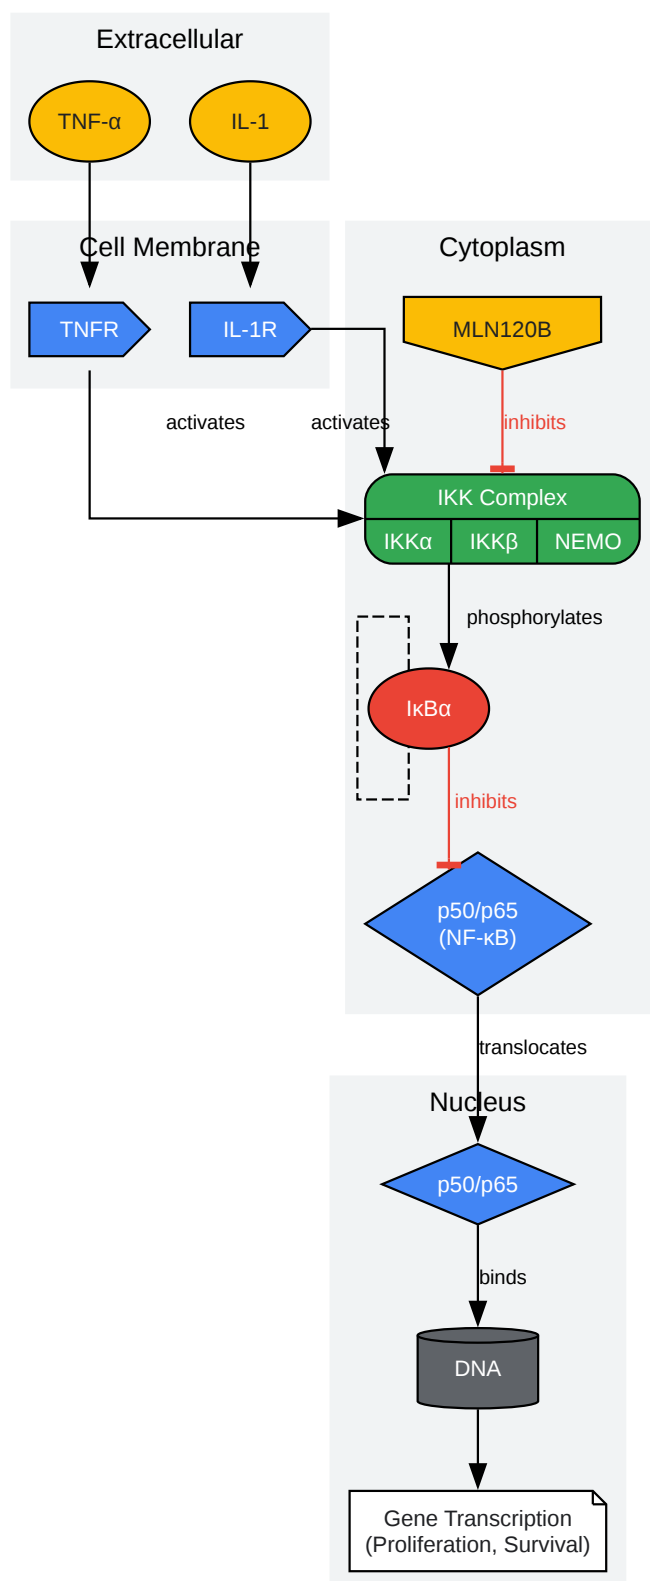 Extracellular
TNF-α
IL-1
Cell Membrane
Cytoplasm
TNFR
IL-1R
MLN120B
activates
activates
inhibits
IKK Complex
IKKα
IKKβ
NEMO
phosphorylates
IκBα
inhibits
p50/p65
(NF-κB)
translocates
Nucleus
p50/p65
binds
DNA
Gene Transcription
(Proliferation, Survival)